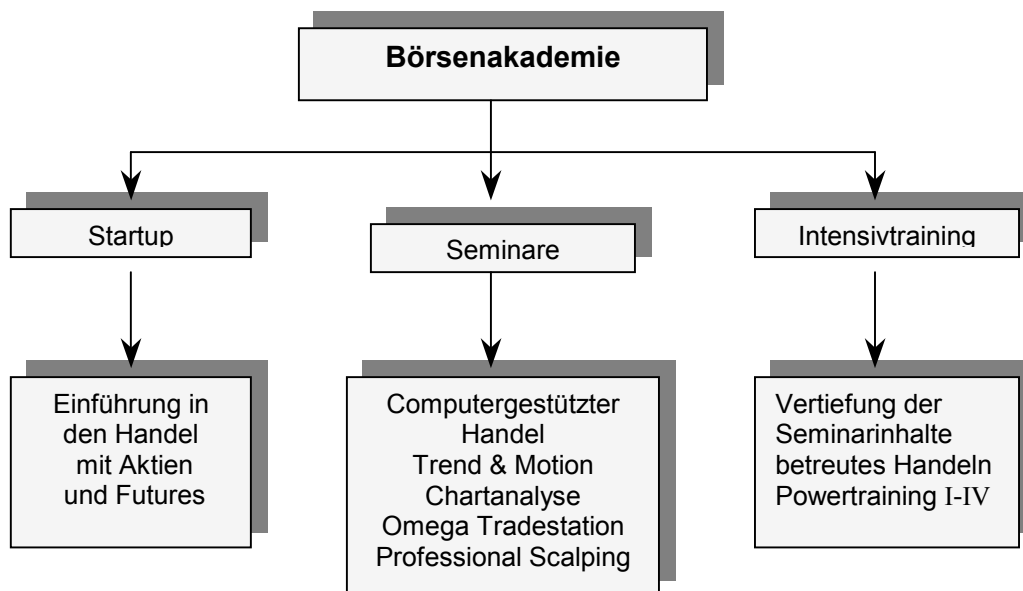 Börsenakademie
Startup
Seminare
Intensivtraining
Einführung in
den Handel
mit Aktien
und Futures
Computergestützter
Handel
Trend & Motion
Chartanalyse
Omega Tradestation
Professional Scalping
Vertiefung der
Seminarinhalte
betreutes Handeln
Powertraining I-IV